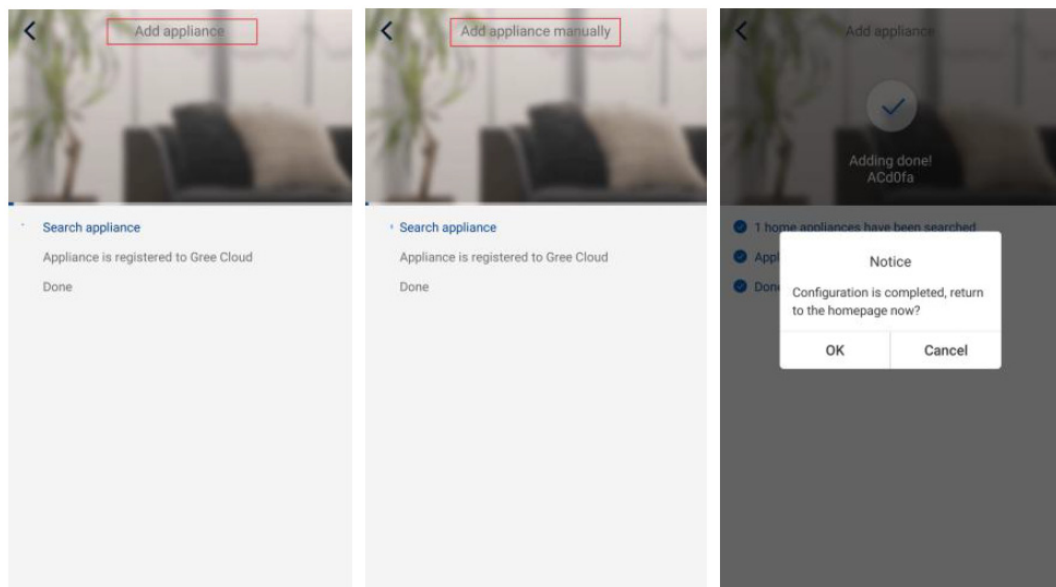 Add appliance
Search appliance
Appliance is registered to Gree Cloud
Done
Add appliance manually
Search appliance
Appliance is registered to Gree Cloud
Done
Add appliance
Adding done!
ACd0fa
1 home appliances have been searched
Notice
Configuration is completed, return
to the homepage now?
OK
Cancel